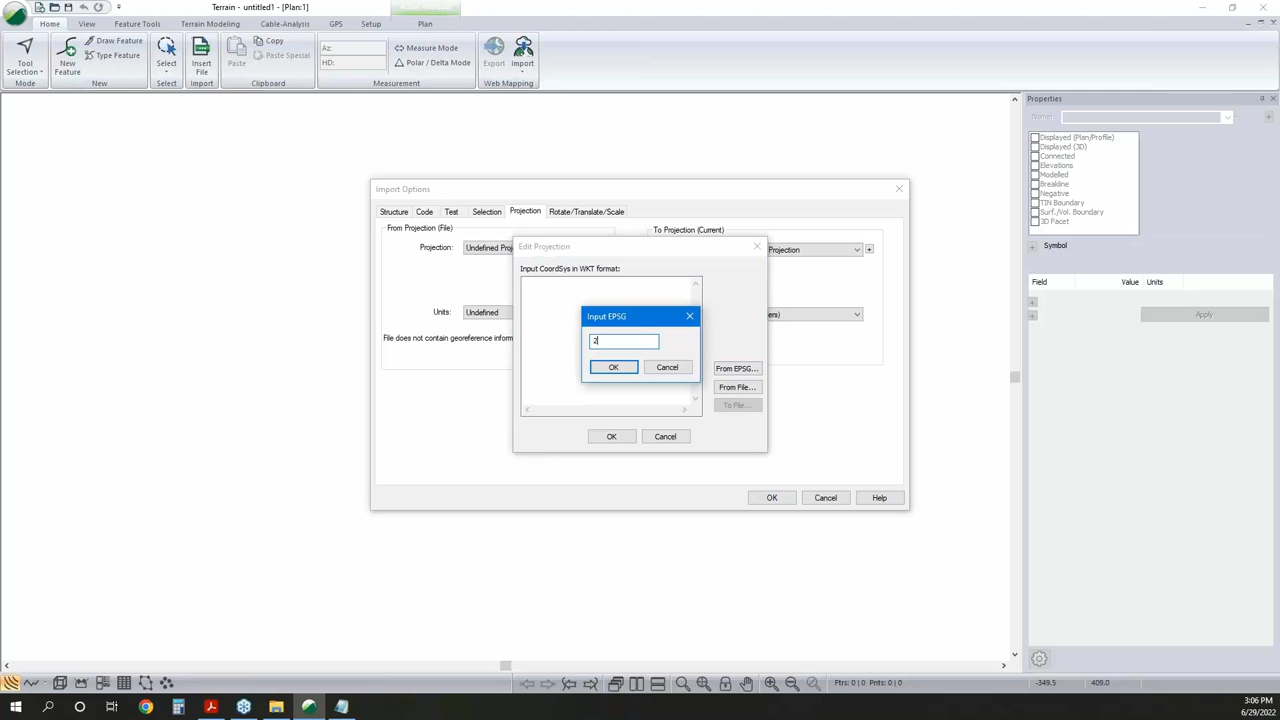 Terrain - untitled1 - [Plan:1]
Home
View
Feature Tools
Terrain Modeling
Cable-Analysis
GPS
Setup
Plan
Tool Selection
Mode
New Feature
Draw Feature
Type Feature
New
Select
Select
Insert File
Import
Paste
Copy
Paste Special
Clipboard
Az:
HD:
Measure Mode
Polar / Delta Mode
Measurement
Export
Import
Web Mapping
Properties
Name:
Displayed (Plan/Profile)
Displayed (3D)
Connected
Elevations
Modelled
Breakline
Negative
TIN Boundary
Surf./Vol. Boundary
3D Facet
Symbol
Field
Value
Units
Apply
Import Options
Structure
Code
Test
Selection
Projection
Rotate/Translate/Scale
From Projection (File)
Projection:
Undefined Proj
Units:
Undefined
File does not contain georeference inform
To Projection (Current)
Projection
ers)
OK
Cancel
Help
Edit Projection
Input CoordSys in WKT format:
From EPSG...
From File...
To File...
OK
Cancel
Input EPSG
2
OK
Cancel
Ftrs: 0 | 0 Pnts: 0 | 0
-349.5
409.0
3:06 PM
6/29/2022